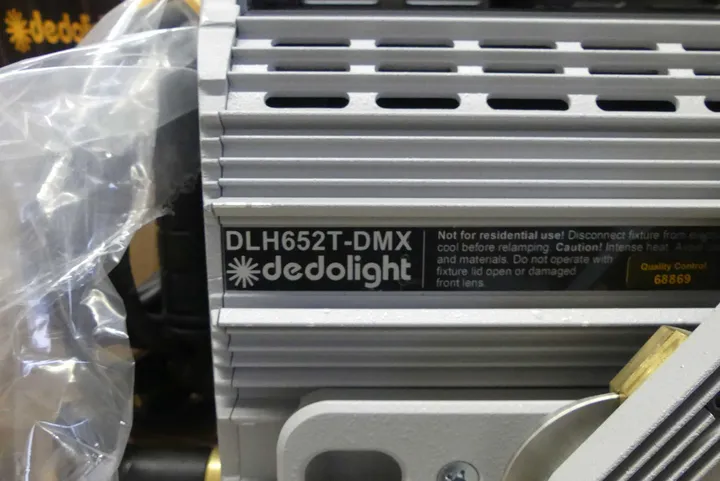 dedolight
DLH652T-DMX
dedolight
Not for residential use! Disconnect fixture from
cool before relamping. Caution! Intense heat.
and materials. Do not operate with
fixture lid open or damaged
front lens.
Quality Control
68869